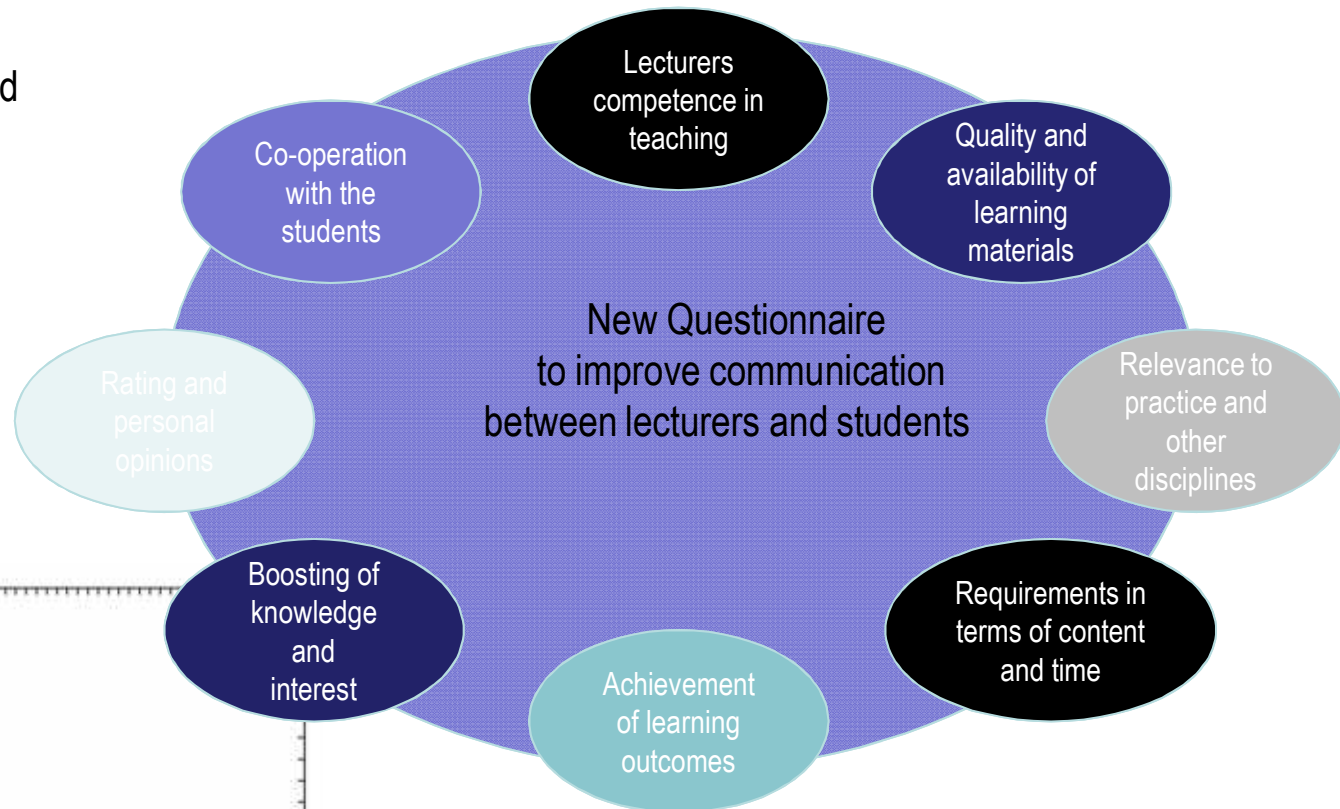 d
Lecturers
competence in
teaching
Quality and
availability of
learning
materials
Co-operation
with the
students
New Questionnaire
to improve communication
between lecturers and students
Relevance to
practice and
other
disciplines
Rating and
personal
opinions
Requirements in
terms of content
and time
Boosting of
knowledge
and
interest
Achievement
of learning
outcomes